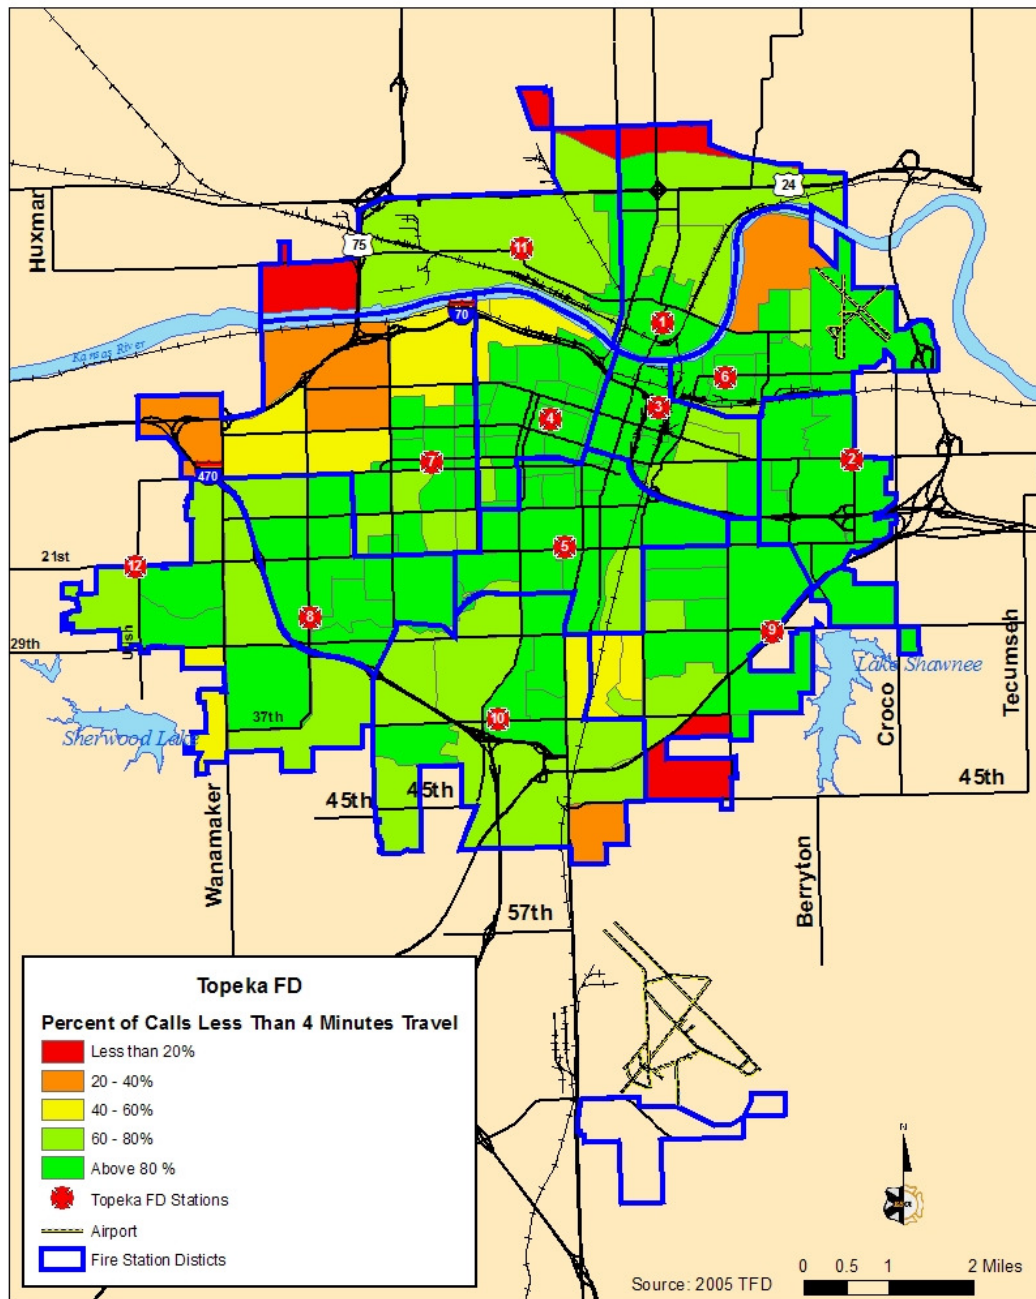 24
Huxmar
75
11
70
1
Kansas River
6
3
4
7
2
470
21st
5
12
8
9
29th
Urish
Lake Shawnee
Tecumseh
Croco
37th
10
Sherwood Lake
45th
45th
45th
Wanamaker
Berryton
57th
Topeka FD
Percent of Calls Less Than 4 Minutes Travel
Less than 20%
20 - 40%
40 - 60%
60 - 80%
Above 80 %
Topeka FD Stations
Airport
Fire Station Disticts
N
Source: 2005 TFD
0 0.5 1 2 Miles